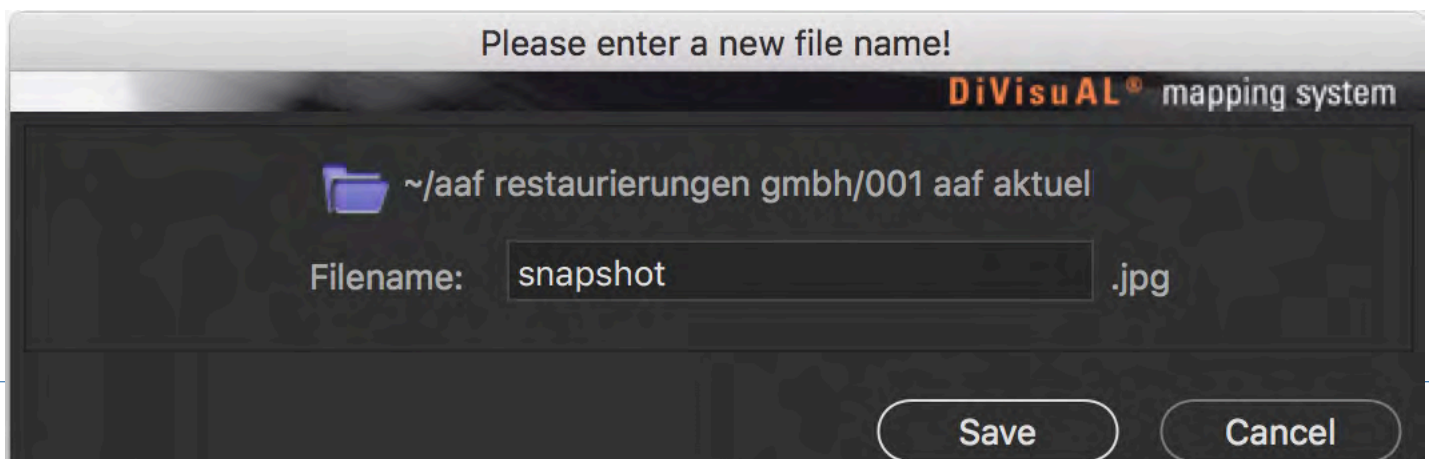 Please enter a new file name!
DiVisuAL® mapping system
~/aaf restaurierungen gmbh/001 aaf aktuel
Filename: snapshot .jpg
Save Cancel